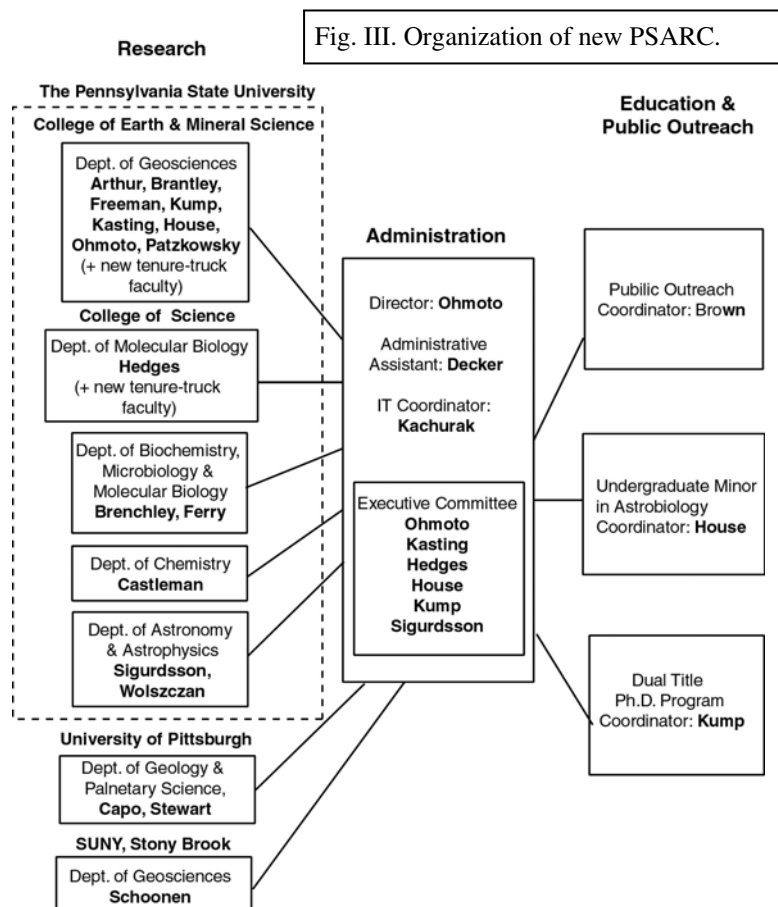 Fig. III. Organization of new PSARC.
Research
The Pennsylvania State University
College of Earth & Mineral Science
Dept. of Geosciences
Arthur, Brantley,
Freeman, Kump,
Kasting, House,
Ohmoto, Patzkowsky
(+ new tenure-truck
faculty)
College of Science
Dept. of Molecular Biology
Hedges
(+ new tenure-truck
faculty)
Dept. of Biochemistry,
Microbiology &
Molecular Biology
Brenchley, Ferry
Dept. of Chemistry
Castleman
Dept. of Astronomy
& Astrophysics
Sigurdsson,
Wolszczan
University of Pittsburgh
Dept. of Geology &
Palnetary Science,
Capo, Stewart
SUNY, Stony Brook
Dept. of Geosciences
Schoonen
Administration
Director: Ohmoto
Administrative
Assistant: Decker
IT Coordinator:
Kachurak
Executive Committee
Ohmoto
Kasting
Hedges
House
Kump
Sigurdsson
Education &
Public Outreach
Pubilic Outreach
Coordinator: Brown
Undergraduate Minor
in Astrobiology
Coordinator: House
Dual Title
Ph.D. Program
Coordinator: Kump